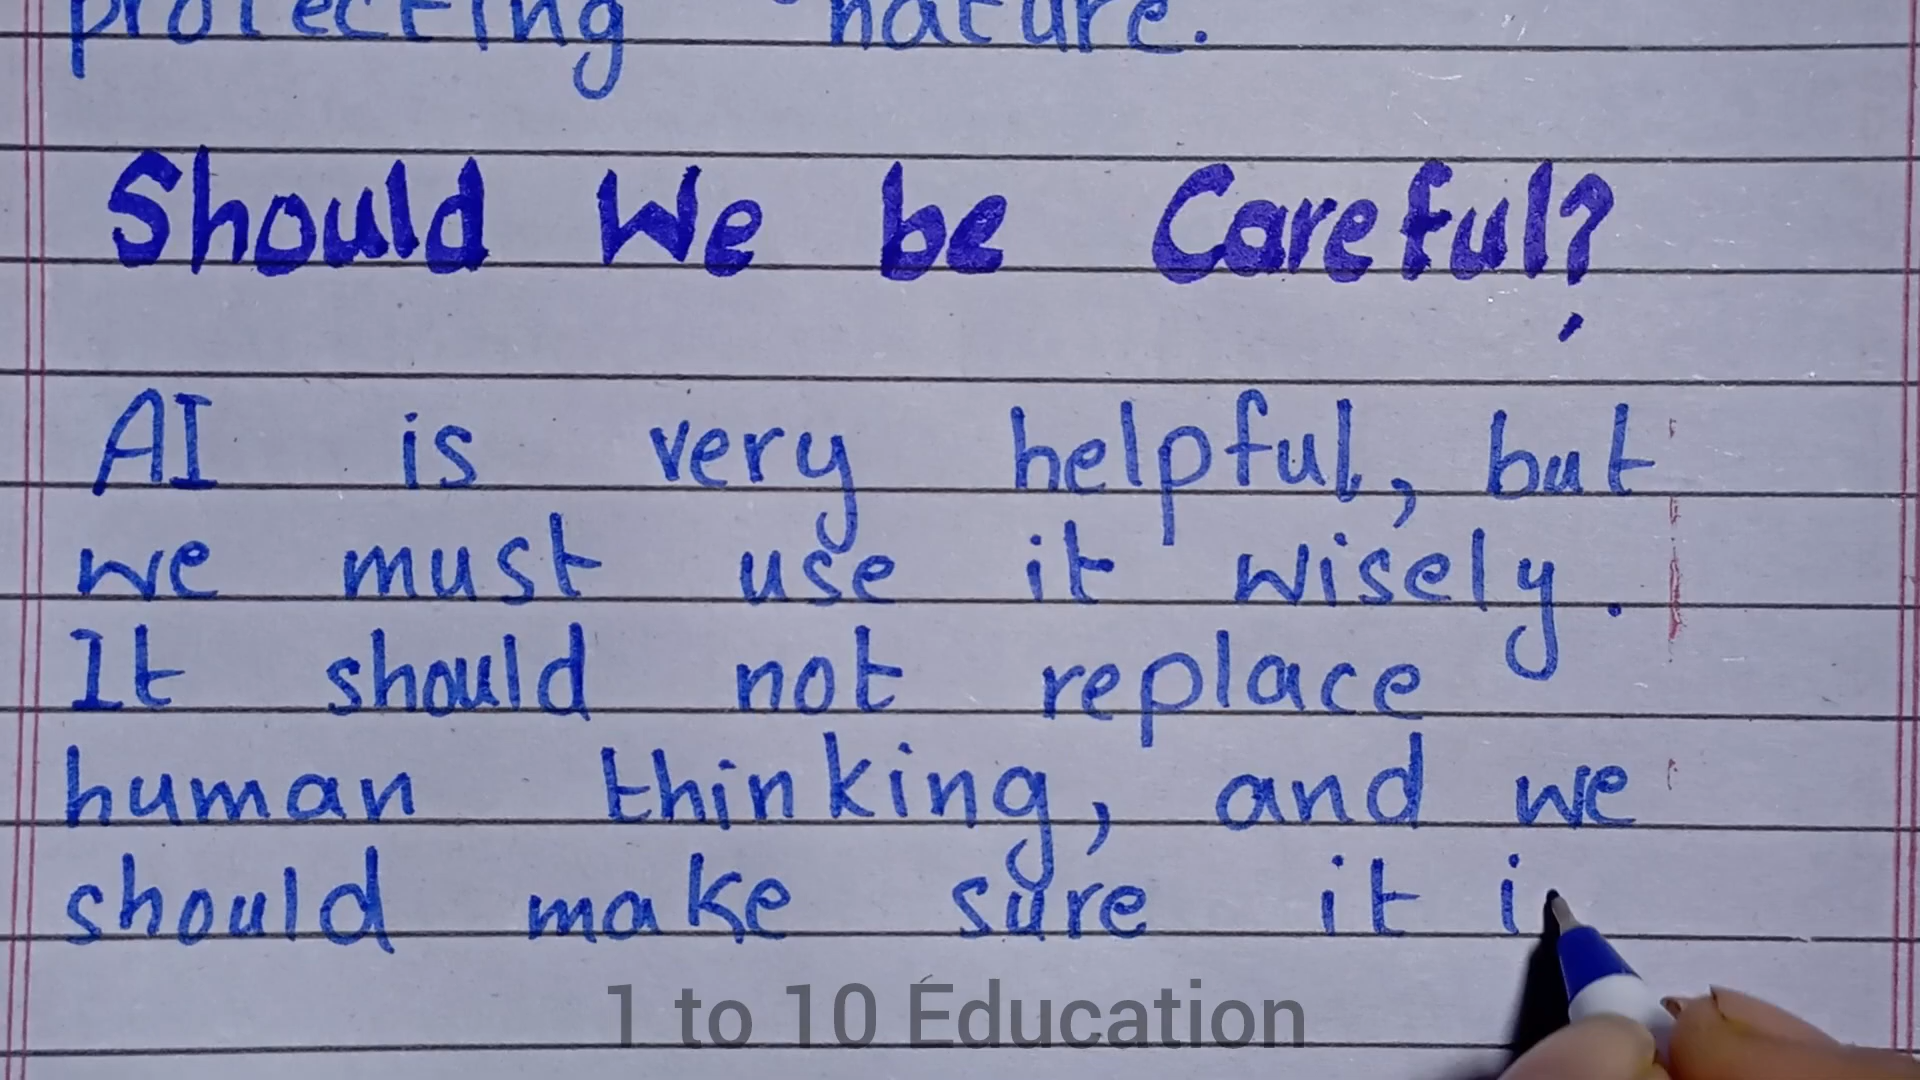 protecting nature.
Should We be Careful?
AI is very helpful, but
we must use it wisely.
It should not replace
human thinking, and we
should make sure it i
1 to 10 Education